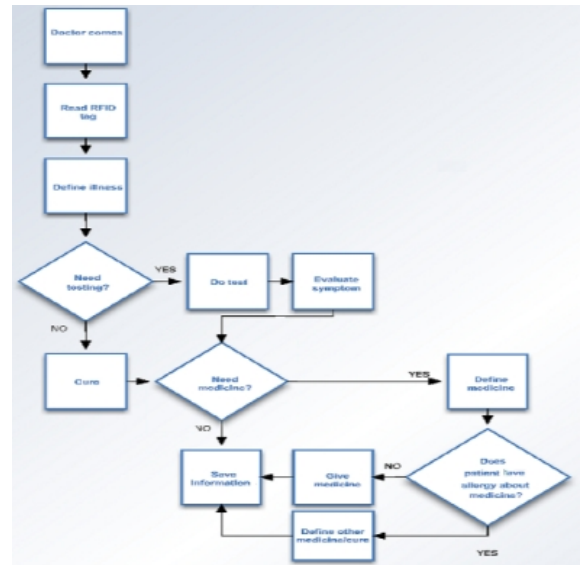 Doctor comes
Read RFID
tag
Define illness
Need
testing?
YES
Do test
Evaluate
symptom
NO
Cure
Need
medicine?
YES
Define
medicine
NO
Save
information
Give
medicine
NO
Does
patient have
allergy about
medicine?
Define other
medicine/cure
YES